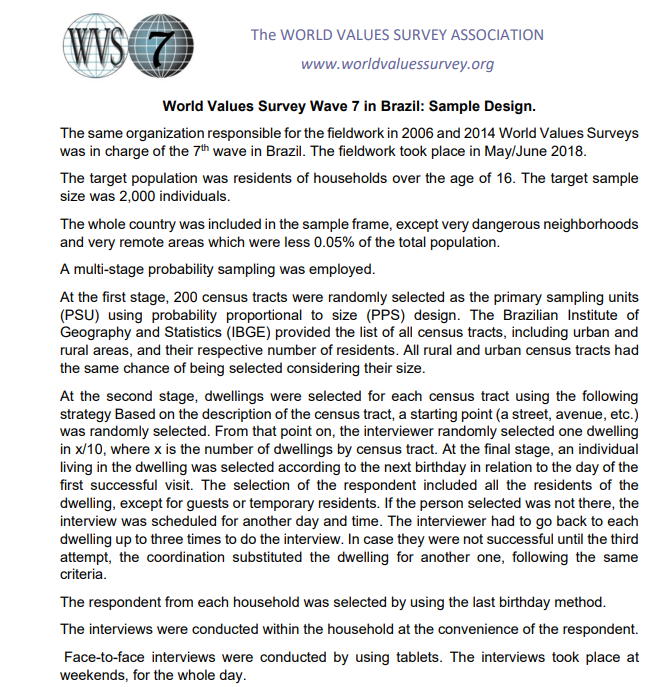 WVS 7
The WORLD VALUES SURVEY ASSOCIATION
www.worldvaluessurvey.org
World Values Survey Wave 7 in Brazil: Sample Design.
The same organization responsible for the fieldwork in 2006 and 2014 World Values Surveys
was in charge of the 7th wave in Brazil. The fieldwork took place in May/June 2018.
The target population was residents of households over the age of 16. The target sample
size was 2,000 individuals.
The whole country was included in the sample frame, except very dangerous neighborhoods
and very remote areas which were less 0.05% of the total population.
A multi-stage probability sampling was employed.
At the first stage, 200 census tracts were randomly selected as the primary sampling units
(PSU) using probability proportional to size (PPS) design. The Brazilian Institute of
Geography and Statistics (IBGE) provided the list of all census tracts, including urban and
rural areas, and their respective number of residents. All rural and urban census tracts had
the same chance of being selected considering their size.
At the second stage, dwellings were selected for each census tract using the following
strategy Based on the description of the census tract, a starting point (a street, avenue, etc.)
was randomly selected. From that point on, the interviewer randomly selected one dwelling
in x/10, where x is the number of dwellings by census tract. At the final stage, an individual
living in the dwelling was selected according to the next birthday in relation to the day of the
first successful visit. The selection of the respondent included all the residents of the
dwelling, except for guests or temporary residents. If the person selected was not there, the
interview was scheduled for another day and time. The interviewer had to go back to each
dwelling up to three times to do the interview. In case they were not successful until the third
attempt, the coordination substituted the dwelling for another one, following the same
criteria.
The respondent from each household was selected by using the last birthday method.
The interviews were conducted within the household at the convenience of the respondent.
Face-to-face interviews were conducted by using tablets. The interviews took place at
weekends, for the whole day.